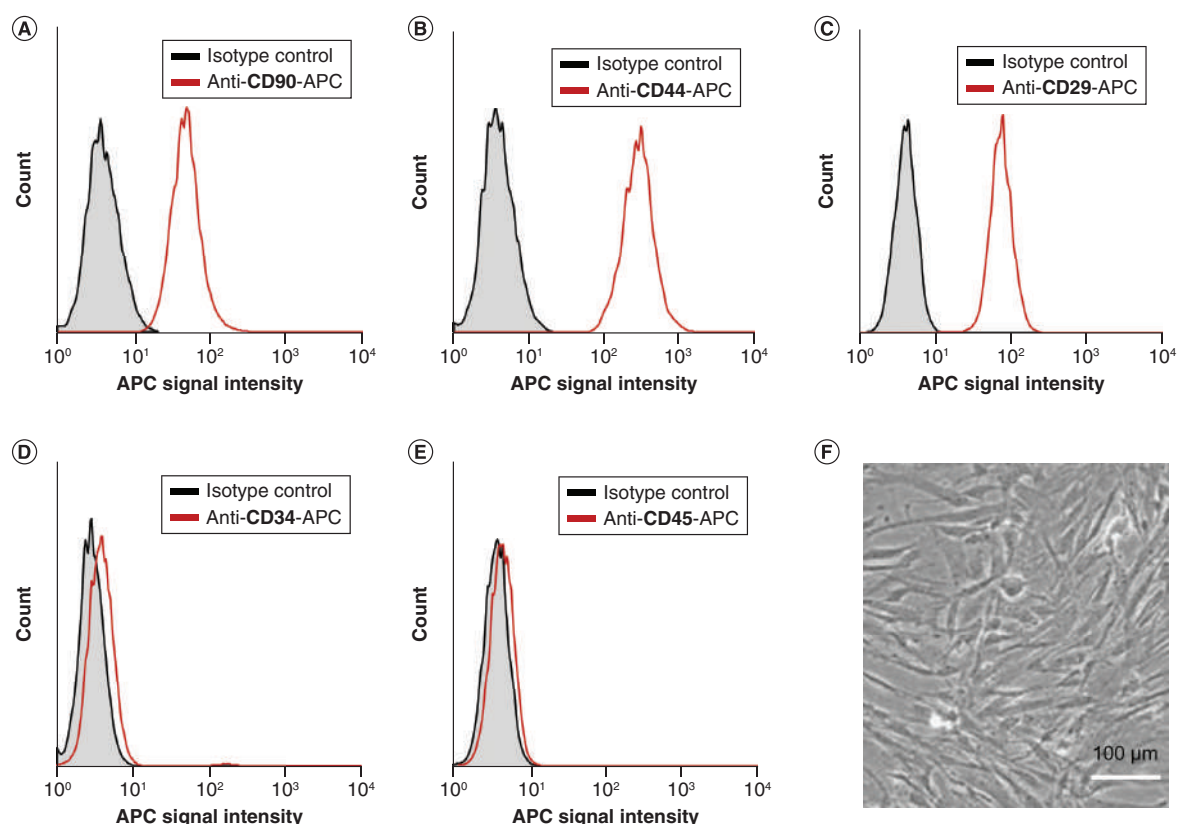 A
Isotype control
Anti-CD90-APC
Count
10⁰ 10¹ 10² 10³ 10⁴
APC signal intensity
B
Isotype control
Anti-CD44-APC
Count
10⁰ 10¹ 10² 10³ 10⁴
APC signal intensity
C
Isotype control
Anti-CD29-APC
Count
10⁰ 10¹ 10² 10³ 10⁴
APC signal intensity
D
Isotype control
Anti-CD34-APC
Count
10⁰ 10¹ 10² 10³ 10⁴
APC signal intensity
E
Isotype control
Anti-CD45-APC
Count
10⁰ 10¹ 10² 10³ 10⁴
APC signal intensity
F
100 µm